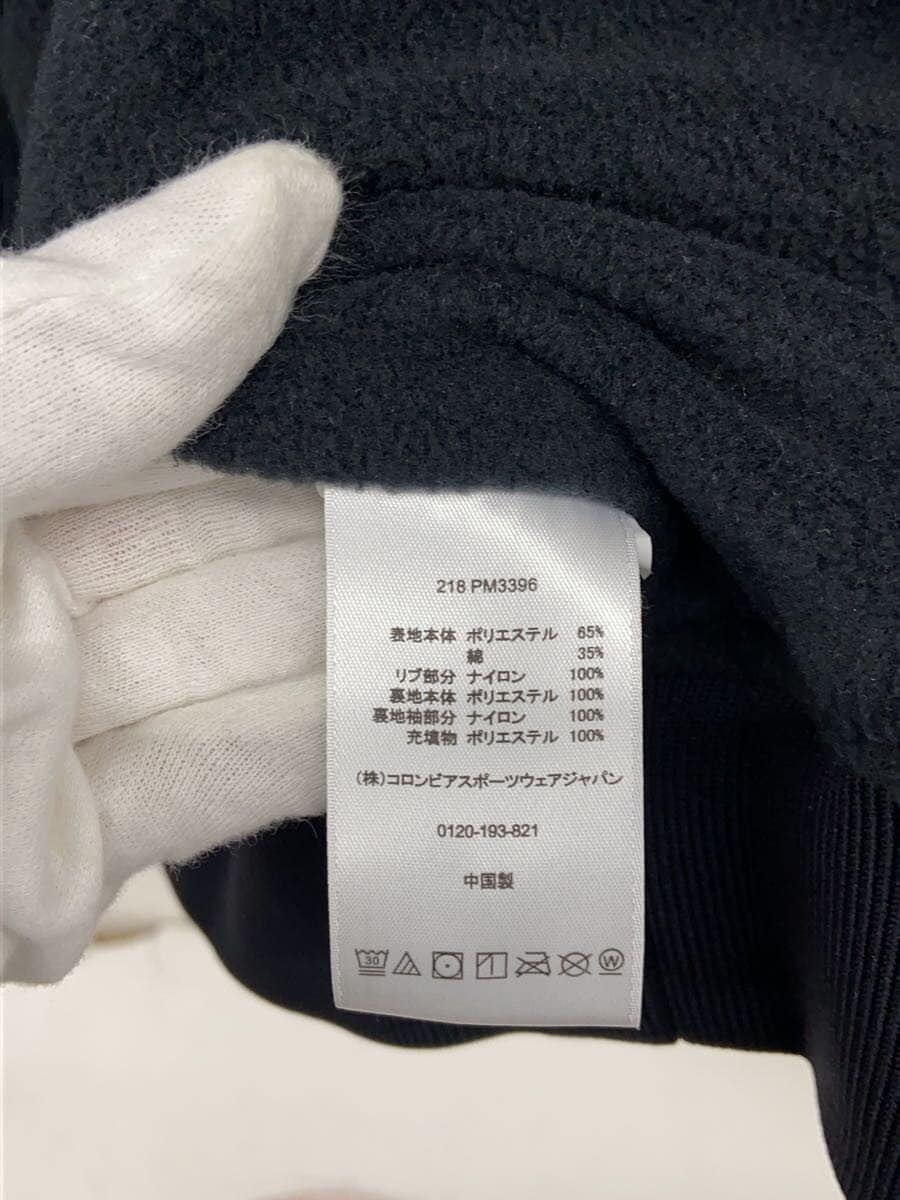 218 PM3396
表地本体 ポリエステル 65%
綿 35%
リブ部分 ナイロン 100%
裏地本体 ポリエステル 100%
裏地袖部分 ナイロン 100%
充填物 ポリエステル 100%
(株)コロンビアスポーツウェアジャパン
0120-193-821
中国製
30 W